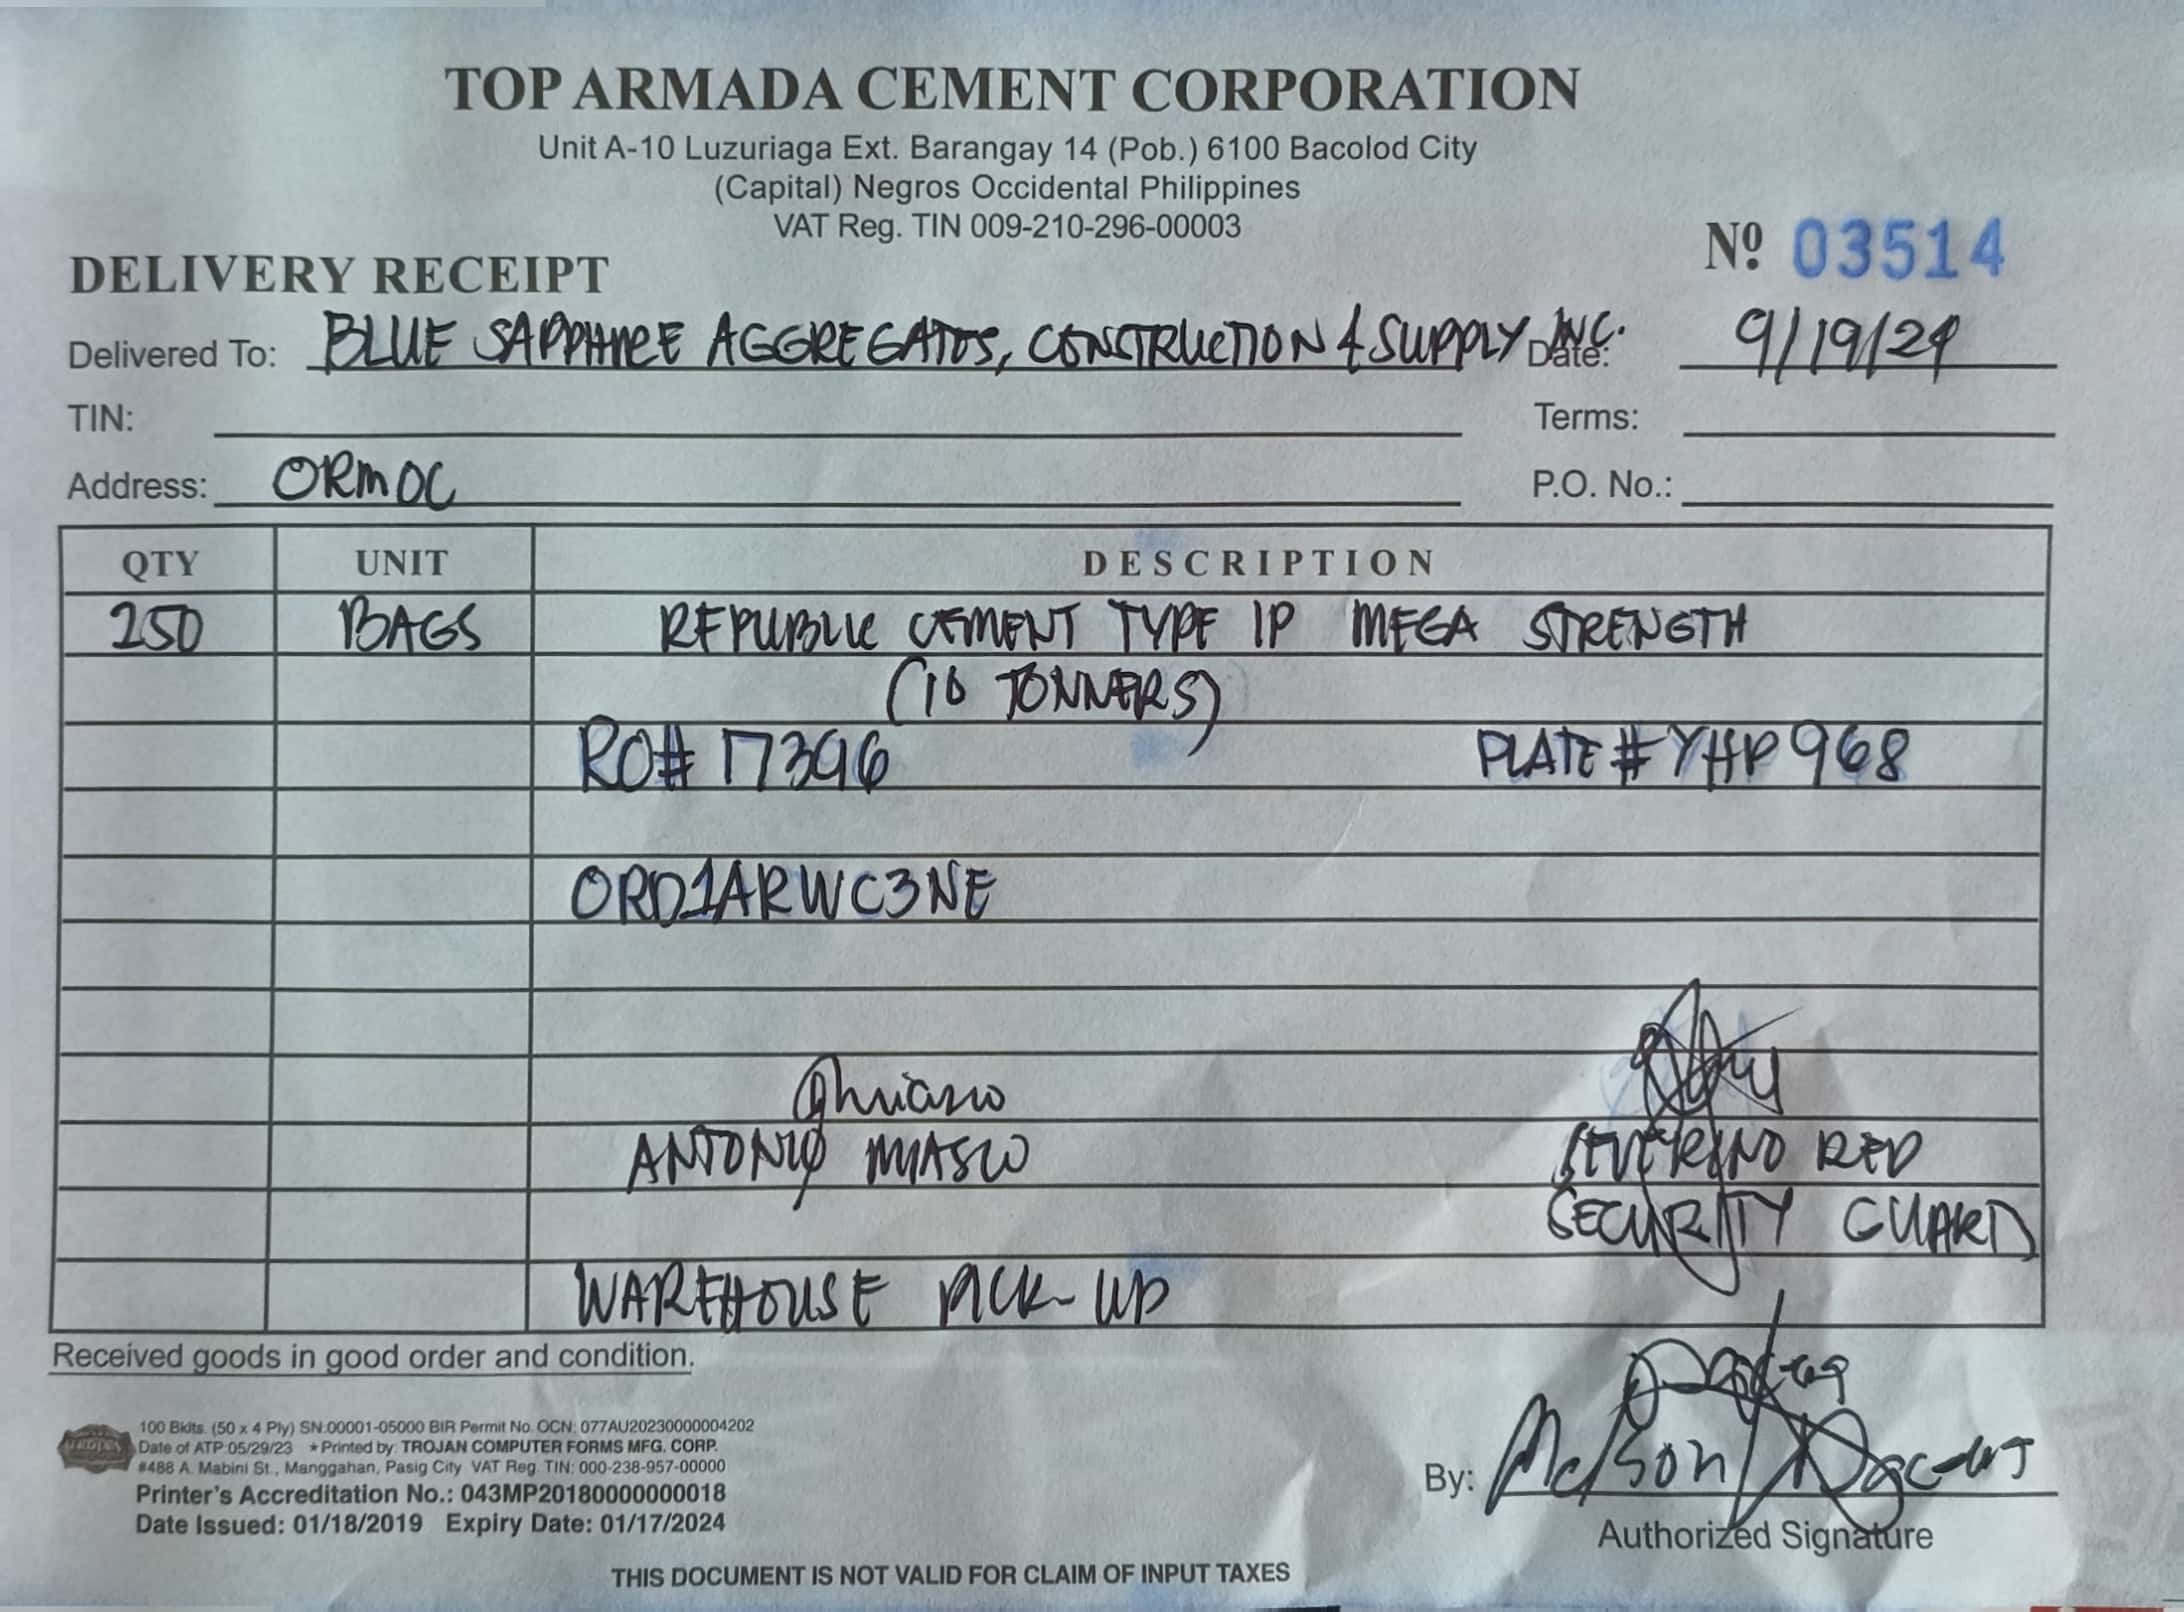 TOP ARMADA CEMENT CORPORATION
Unit A-10 Luzuriaga Ext. Barangay 14 (Pob.) 6100 Bacolod City
(Capital) Negros Occidental Philippines
VAT Reg. TIN 009-210-296-00003
Nº 03514
DELIVERY RECEIPT
Delivered To: BLUE SAPPHIRE AGGREGATES, CONSTRUCTION & SUPPLY INC. Date: 9/19/24
TIN: Terms:
Address: ORMOC P.O. No.:
QTY UNIT DESCRIPTION
250 BAGS REPUBLIC CEMENT TYPE 1P MEGA STRENGTH
(10 TONNERS)
RO# 17396 PLATE # YHP968
ORD1ARWC3NE
ANTONIO MIASCO SEVERINO RED
SECURITY GUARD
WAREHOUSE PICK-UP
Received goods in good order and condition.
100 Bklts. (50 x 4 Ply) SN:00001-05000 BIR Permit No. OCN: 077AU20230000004202
Date of ATP:05/29/23 ★Printed by: TROJAN COMPUTER FORMS MFG. CORP.
#488 A. Mabini St., Manggahan, Pasig City VAT Reg. TIN: 000-238-957-00000
Printer's Accreditation No.: 043MP20180000000018
Date Issued: 01/18/2019 Expiry Date: 01/17/2024
By: Melson
Authorized Signature
THIS DOCUMENT IS NOT VALID FOR CLAIM OF INPUT TAXES